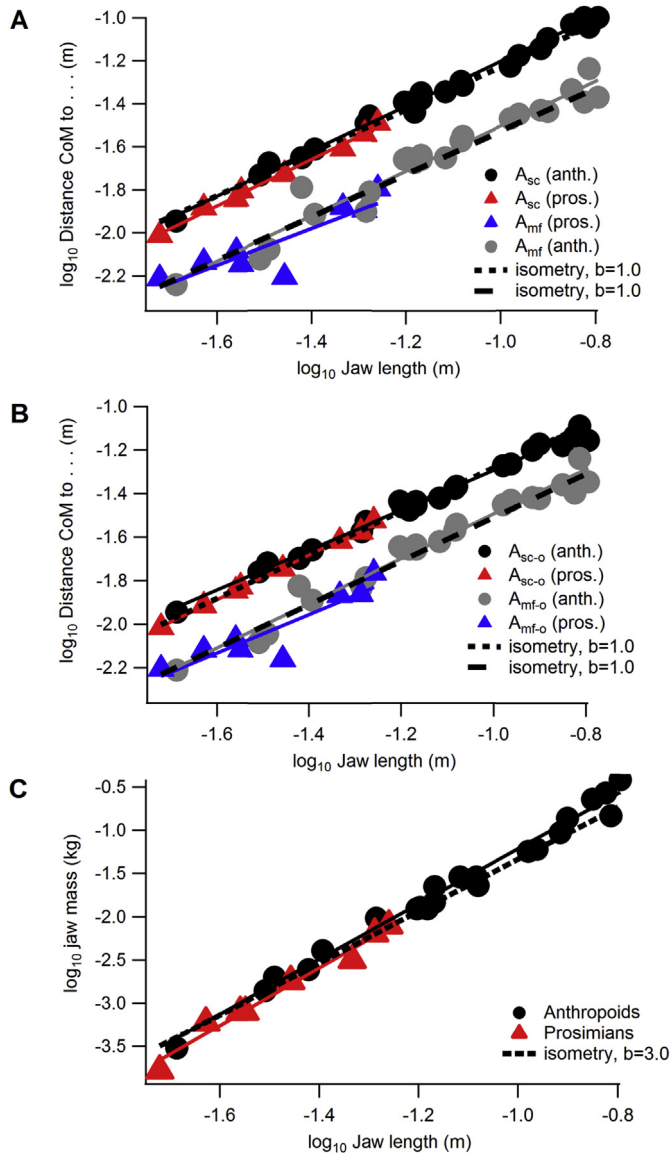 A
log10 Distance CoM to . . . (m)
-1.0
-1.2
-1.4
-1.6
-1.8
-2.0
-2.2
Asc (anth.)
Asc (pros.)
Amf (pros.)
Amf (anth.)
isometry, b=1.0
isometry, b=1.0
-1.6 -1.4 -1.2 -1.0 -0.8
log10 Jaw length (m)
B
log10 Distance CoM to . . . (m)
-1.0
-1.2
-1.4
-1.6
-1.8
-2.0
-2.2
Asc-o (anth.)
Asc-o (pros.)
Amf-o (anth.)
Amf-o (pros.)
isometry, b=1.0
isometry, b=1.0
-1.6 -1.4 -1.2 -1.0 -0.8
log10 Jaw length (m)
C
log10 jaw mass (kg)
-0.5
-1.0
-1.5
-2.0
-2.5
-3.0
-3.5
Anthropoids
Prosimians
isometry, b=3.0
-1.6 -1.4 -1.2 -1.0 -0.8
log10 Jaw length (m)